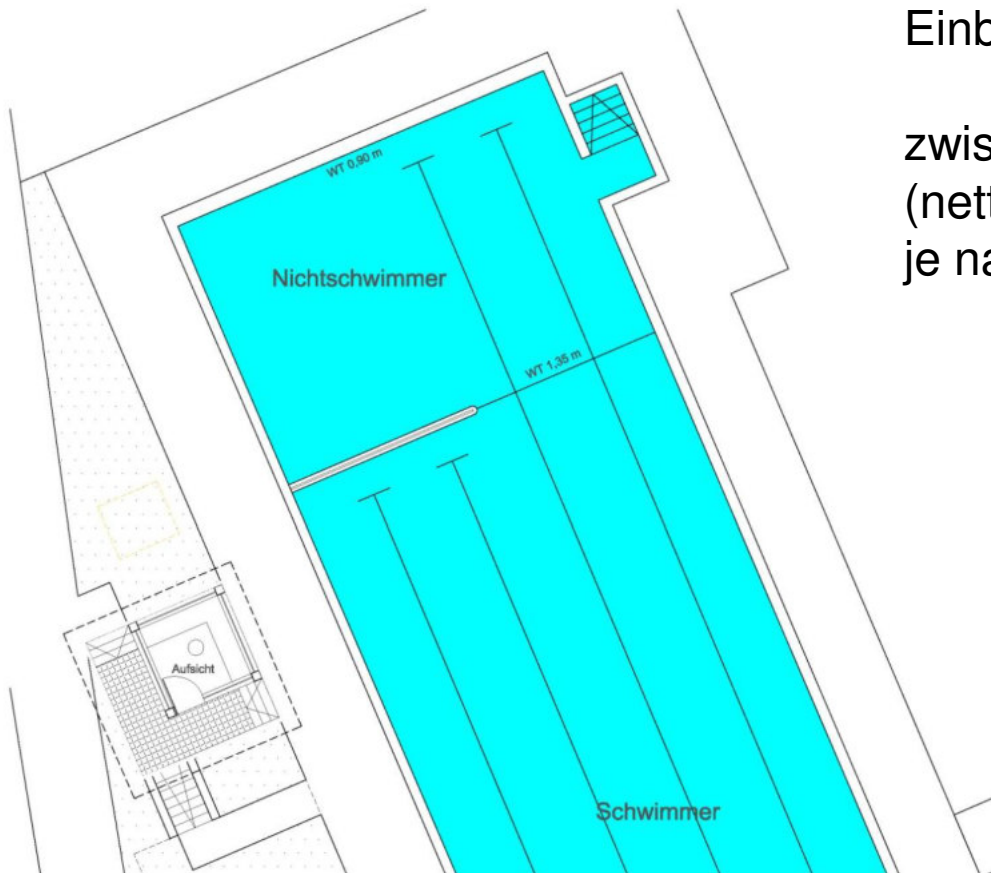 Einb
zwis
(nett
je na
WT 0,90 m
Nichtschwimmer
WT 1,35 m
Aufsicht
Schwimmer